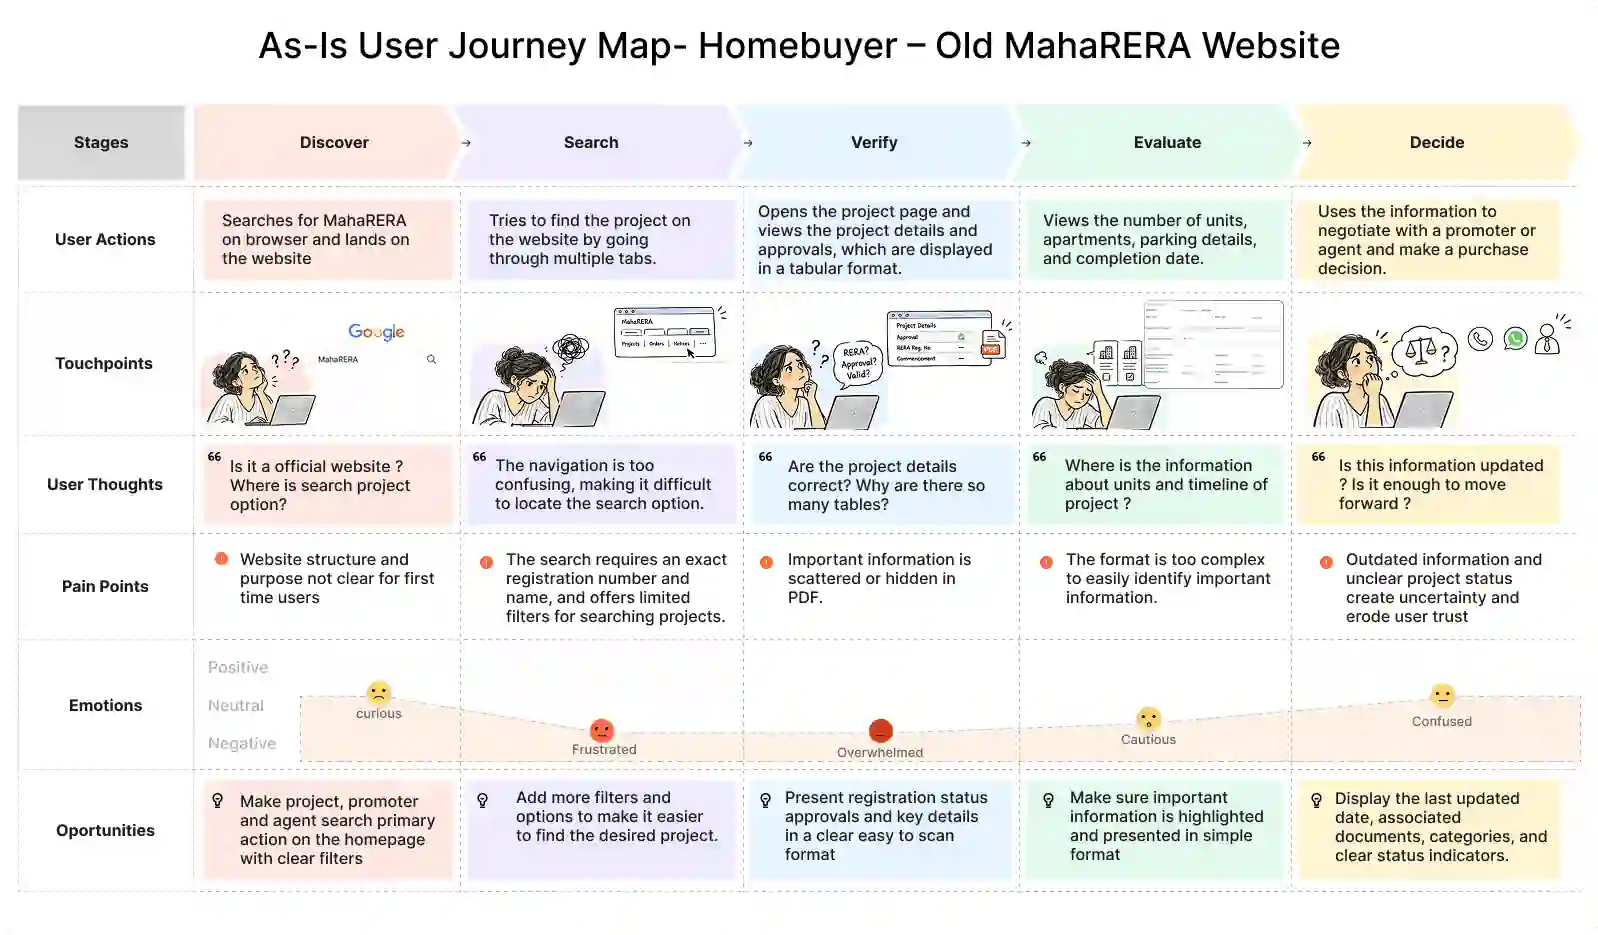 As-Is User Journey Map- Homebuyer – Old MahaRERA Website
Stages
Discover
→
Search
→
Verify
→
Evaluate
→
Decide
User Actions
Searches for MahaRERA
on browser and lands on
the website
Tries to find the project on
the website by going
through multiple tabs.
Opens the project page and
views the project details and
approvals, which are displayed
in a tabular format.
Views the number of units,
apartments, parking details,
and completion date.
Uses the information to
negotiate with a promoter or
agent and make a purchase
decision.
Touchpoints
Google
MahaRERA
???
MahaRERA
Projects | Orders | Notices | ...
??
RERA?
Approval?
Valid?
Project Details
Approval
RERA Reg. No.
Commencement
PDF
?
User Thoughts
Is it a official website ?
Where is search project
option?
The navigation is too
confusing, making it difficult
to locate the search option.
Are the project details
correct? Why are there so
many tables?
Where is the information
about units and timeline of
project ?
Is this information updated
? Is it enough to move
forward ?
Pain Points
Website structure and
purpose not clear for first
time users
The search requires an exact
registration number and
name, and offers limited
filters for searching projects.
Important information is
scattered or hidden in
PDF.
The format is too complex
to easily identify important
information.
Outdated information and
unclear project status
create uncertainty and
erode user trust
Emotions
Positive
Neutral
Negative
curious
Frustrated
Overwhelmed
Cautious
Confused
Oportunities
Make project, promoter
and agent search primary
action on the homepage
with clear filters
Add more filters and
options to make it easier
to find the desired project.
Present registration status
approvals and key details
in a clear easy to scan
format
Make sure important
information is highlighted
and presented in simple
format
Display the last updated
date, associated
documents, categories, and
clear status indicators.